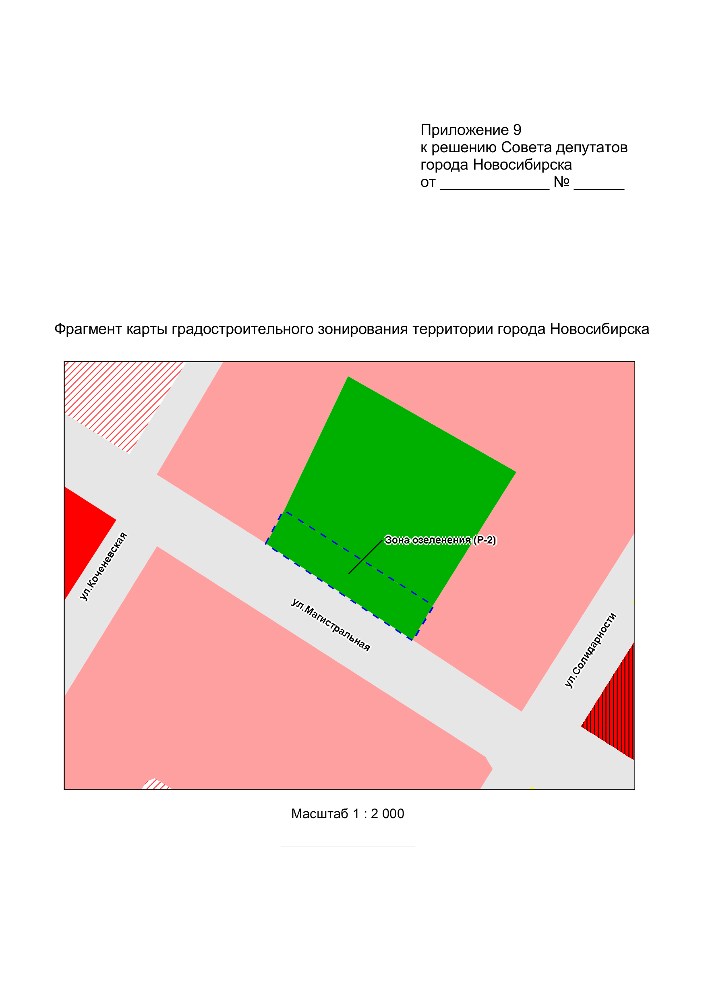 Приложение 9
к решению Совета депутатов
города Новосибирска
от _____________ № ______
Фрагмент карты градостроительного зонирования территории города Новосибирска
Зона озеленения (Р-2)
ул.Коченевская
ул.Магистральная
ул.Солидарности
Масштаб 1 : 2 000